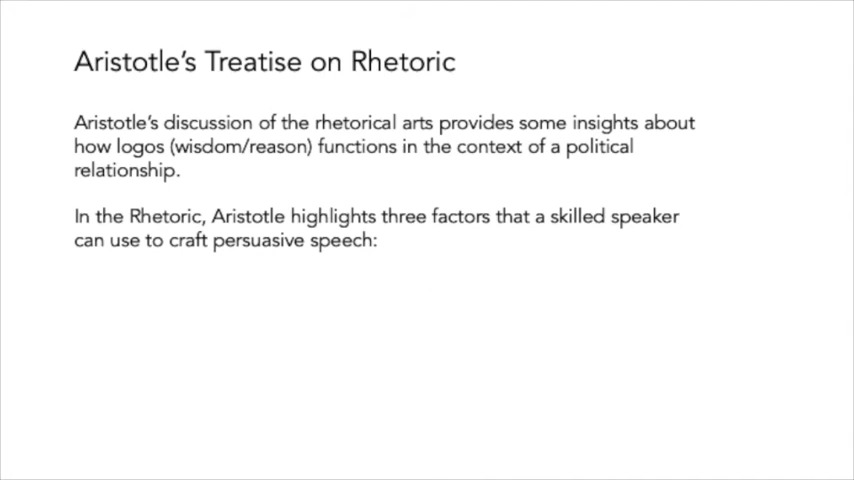 Aristotle’s Treatise on Rhetoric
Aristotle’s discussion of the rhetorical arts provides some insights about
how logos (wisdom/reason) functions in the context of a political
relationship.
In the Rhetoric, Aristotle highlights three factors that a skilled speaker
can use to craft persuasive speech: